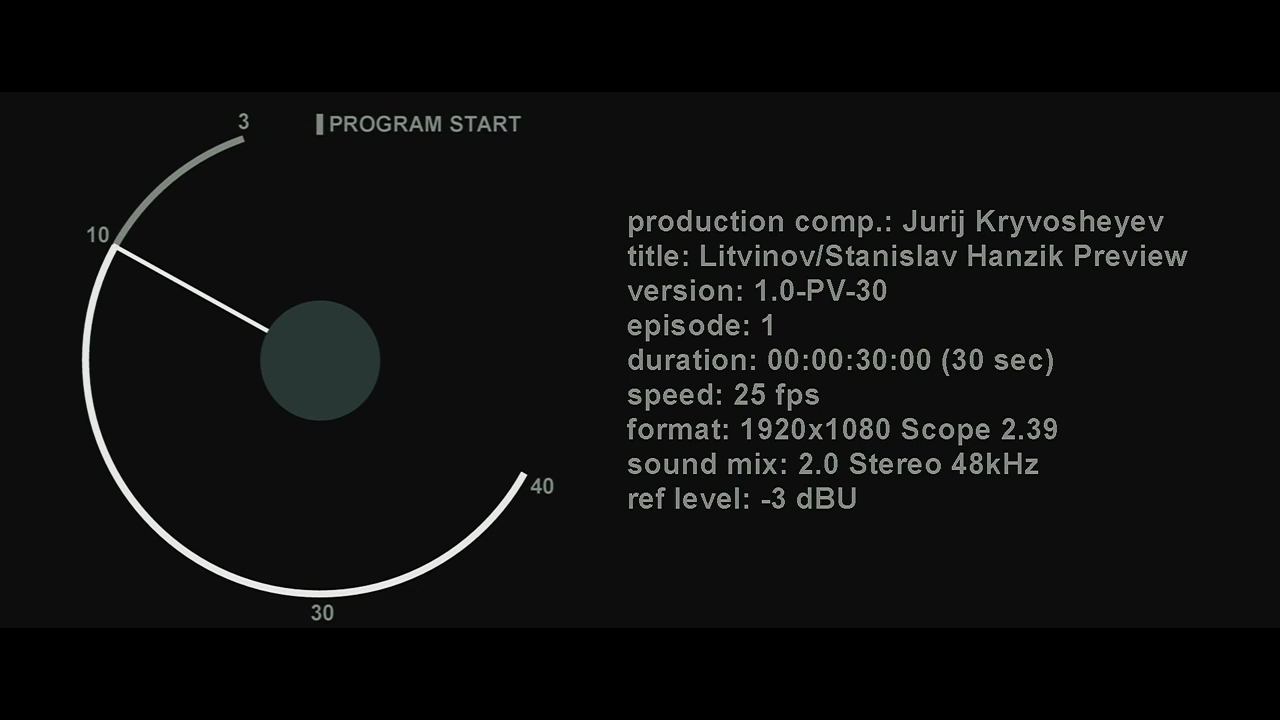 3
PROGRAM START
10
40
30
production comp.: Jurij Kryvosheyev
title: Litvinov/Stanislav Hanzik Preview
version: 1.0-PV-30
episode: 1
duration: 00:00:30:00 (30 sec)
speed: 25 fps
format: 1920x1080 Scope 2.39
sound mix: 2.0 Stereo 48kHz
ref level: -3 dBU